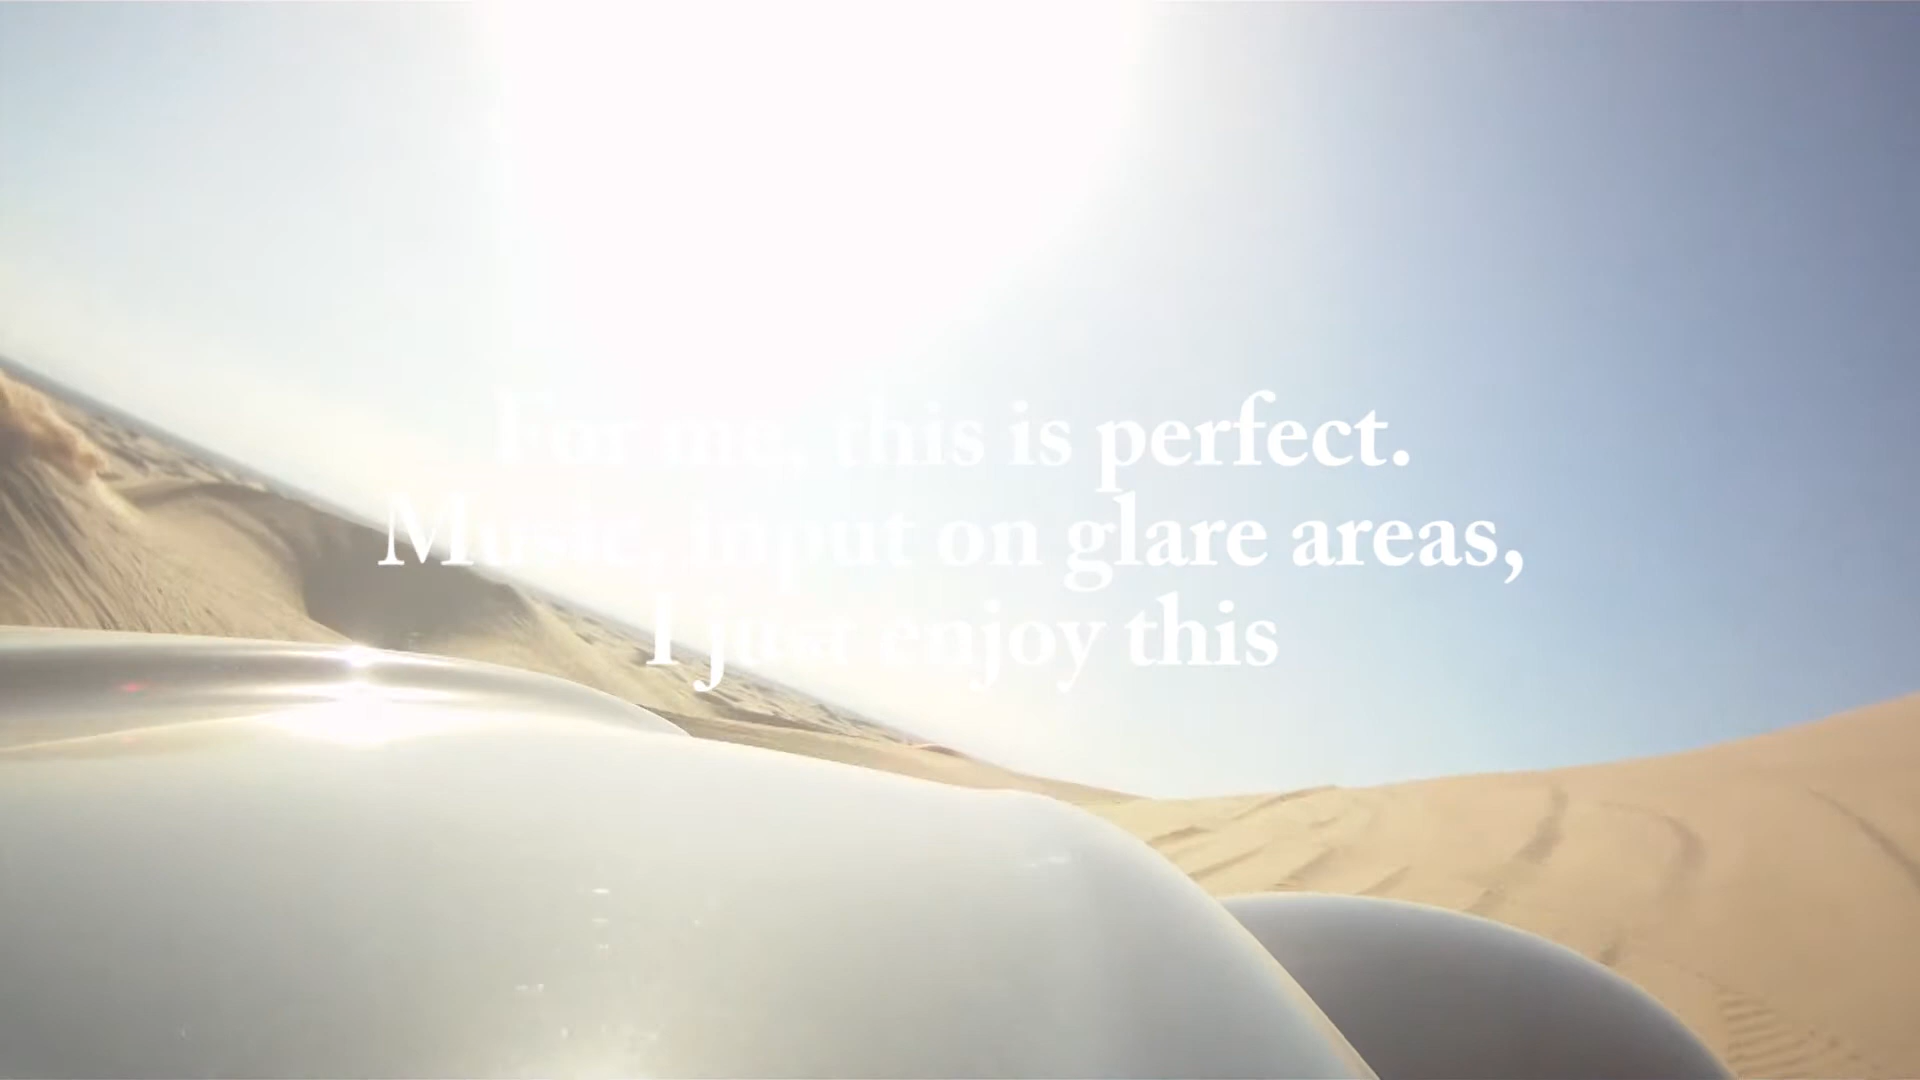 For me, this is perfect.
Music, input on glare areas,
I just enjoy this